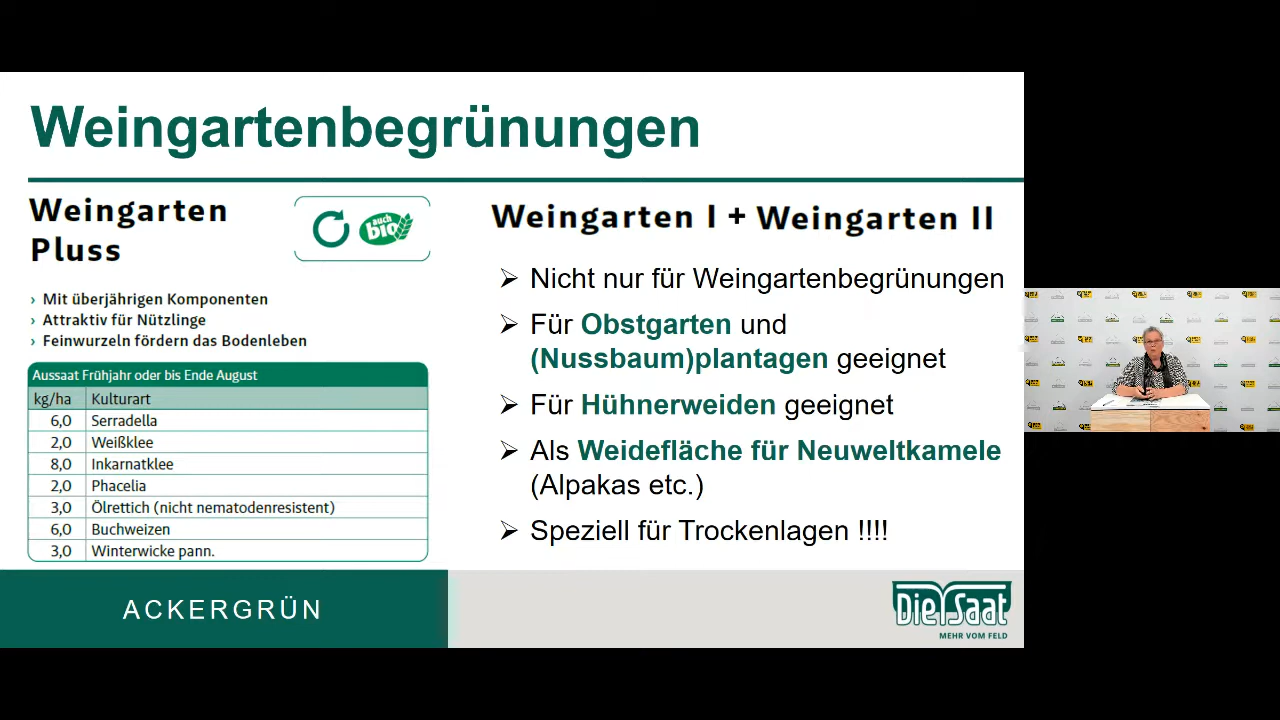 Weingartenbegrünungen
Weingarten
Pluss
auch
bio
› Mit überjährigen Komponenten
› Attraktiv für Nützlinge
› Feinwurzeln fördern das Bodenleben
Aussaat Frühjahr oder bis Ende August
kg/ha Kulturart
6,0 Serradella
2,0 Weißklee
8,0 Inkarnatklee
2,0 Phacelia
3,0 Ölrettich (nicht nematodenresistent)
6,0 Buchweizen
3,0 Winterwicke pann.
Weingarten I + Weingarten II
Nicht nur für Weingartenbegrünungen
Für Obstgarten und
(Nussbaum)plantagen geeignet
Für Hühnerweiden geeignet
Als Weidefläche für Neuweltkamele
(Alpakas etc.)
Speziell für Trockenlagen !!!!
ACKERGRÜN
Die Saat
MEHR VOM FELD